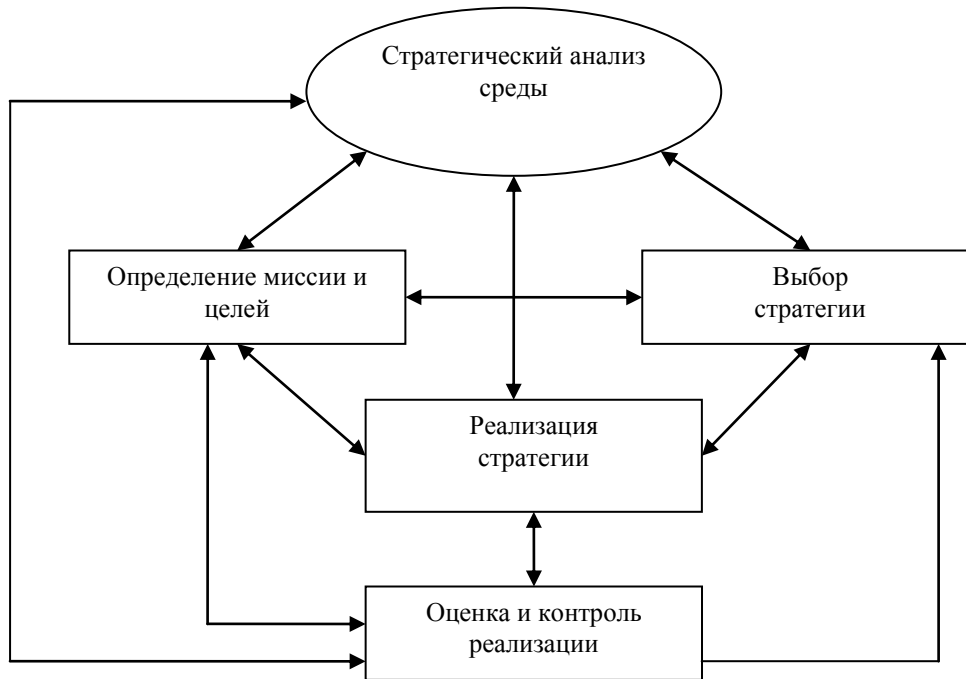 Стратегический анализ
среды
Определение миссии и
целей
Выбор
стратегии
Реализация
стратегии
Оценка и контроль
реализации